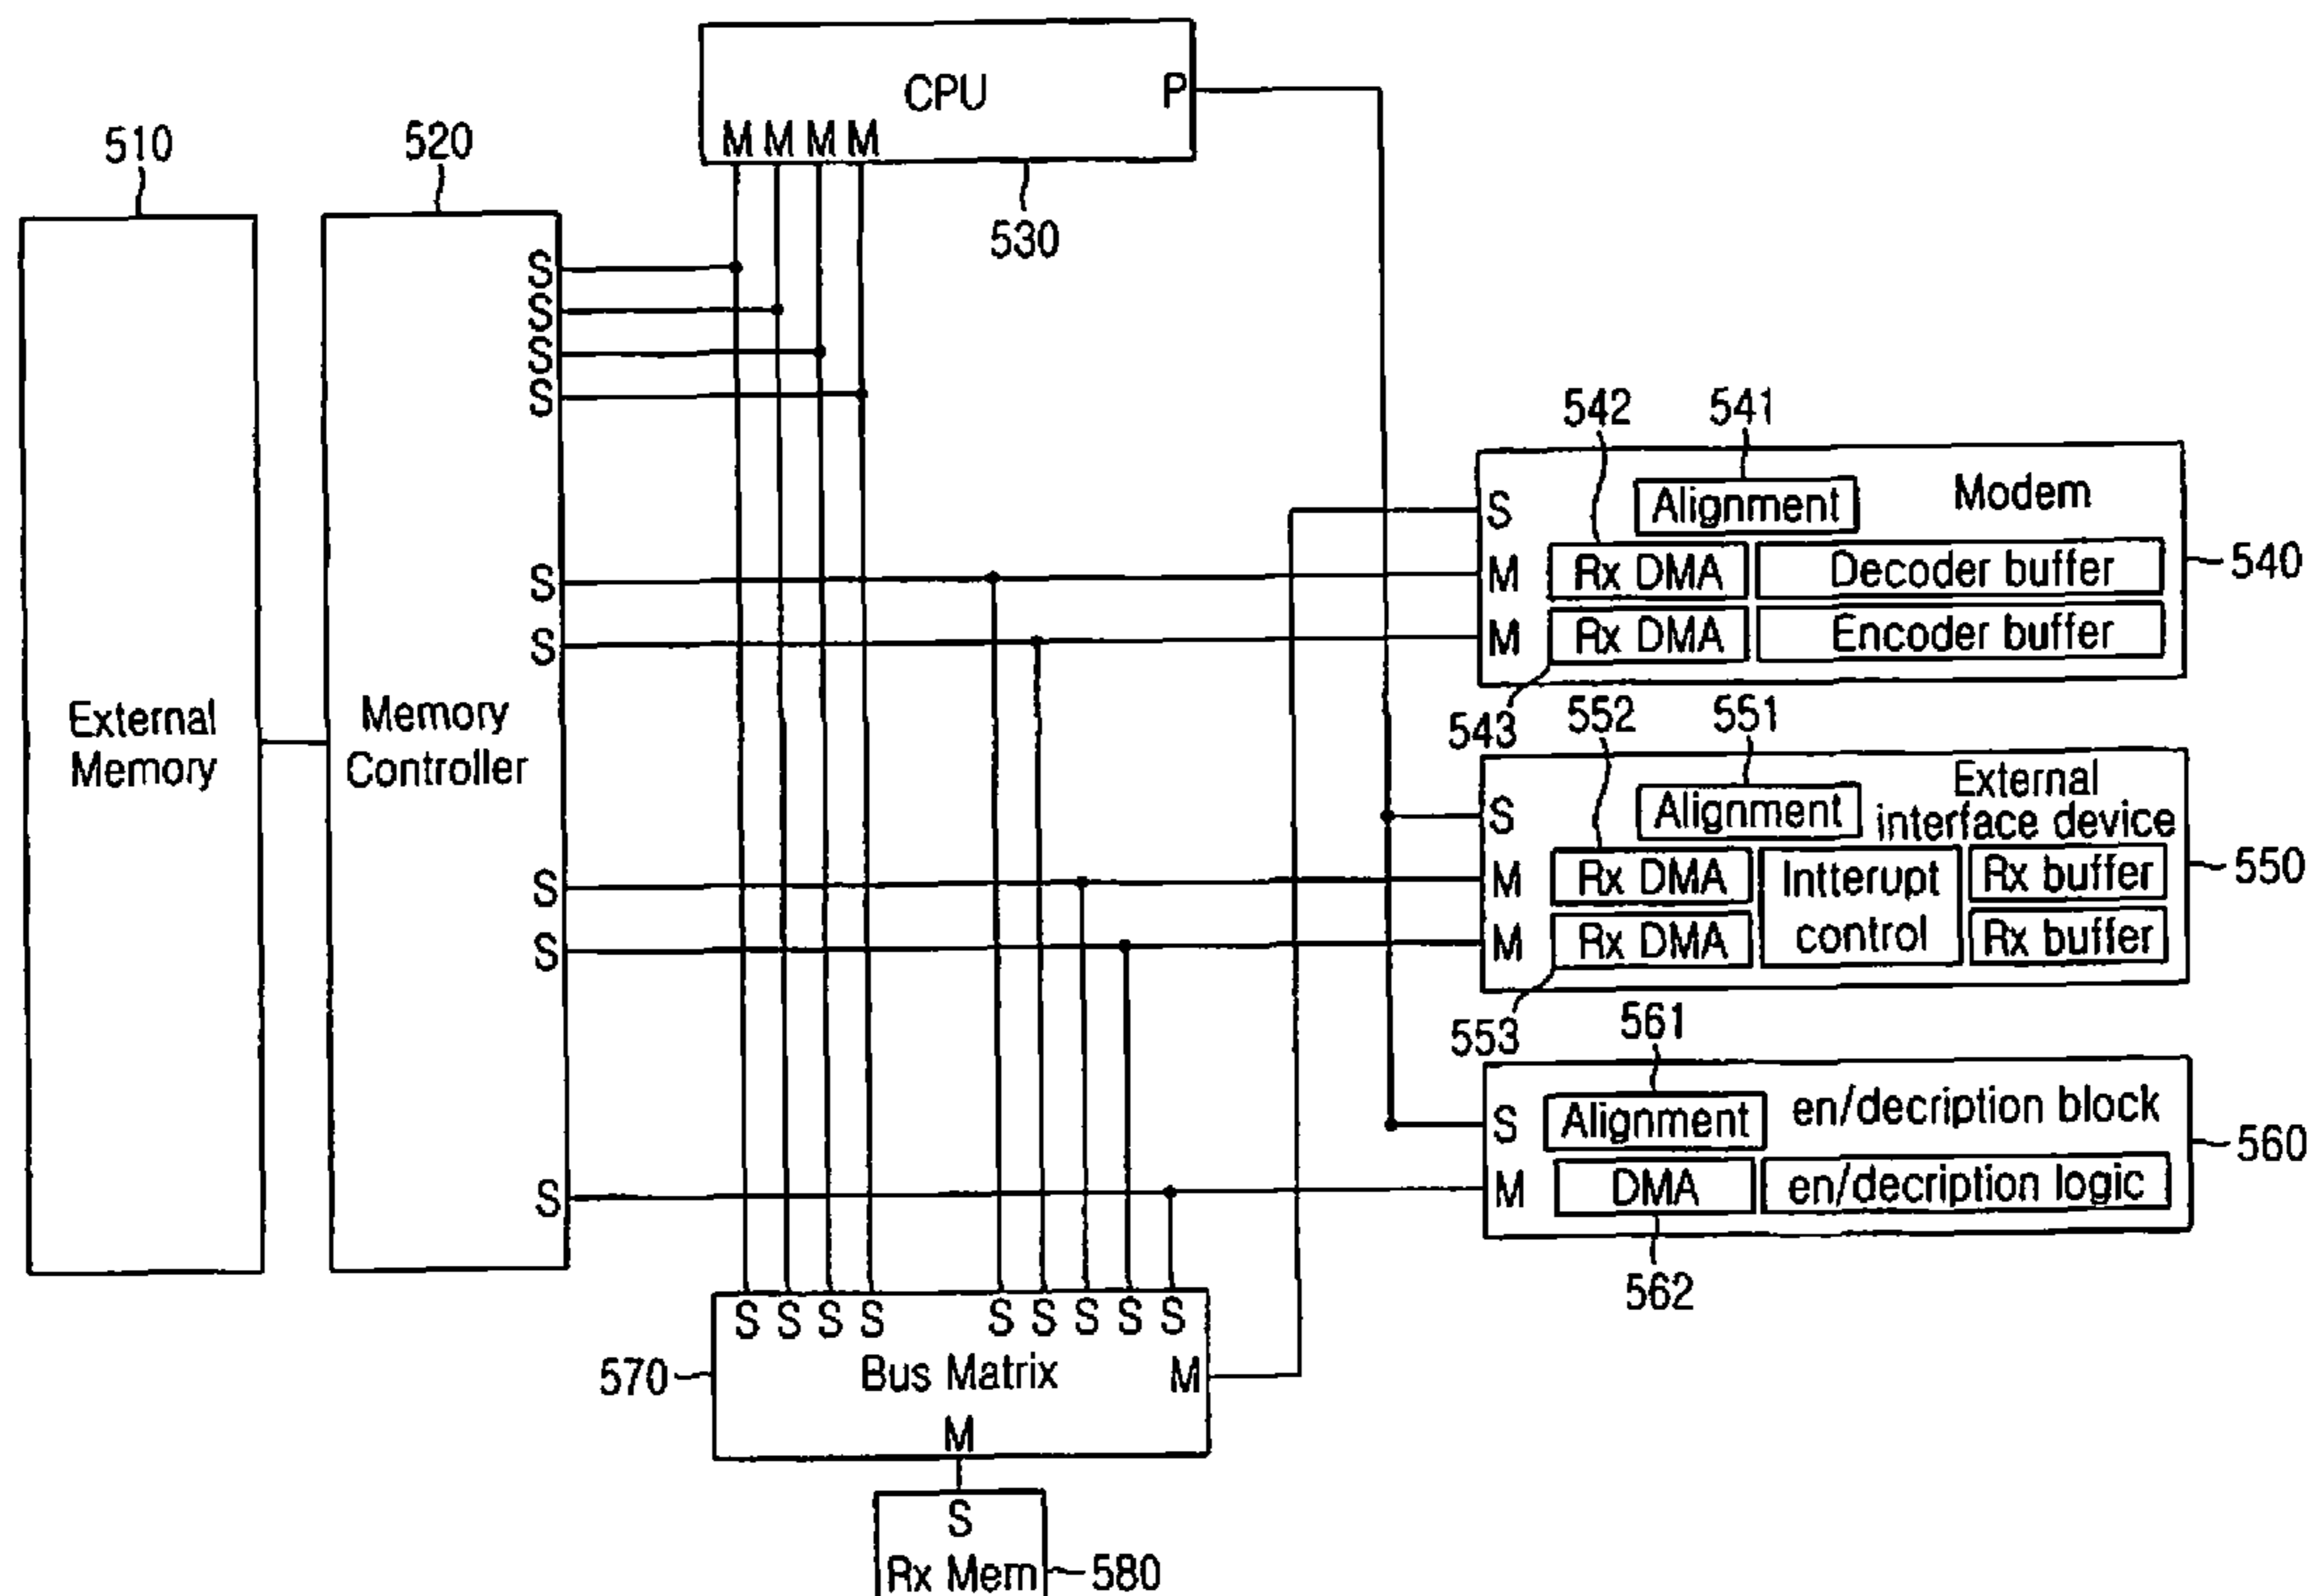 CPU
P
M M M M
530
510
520
S
S
S
S
S
S
S
S
S
External
Memory
Memory
Controller
542
541
Alignment
Modem
S
M
Rx DMA
Decoder buffer
M
Rx DMA
Encoder buffer
540
543
552
551
Alignment
External
interface device
S
M
Rx DMA
Intterupt
control
Rx buffer
M
Rx DMA
Rx buffer
550
553
561
S
Alignment
en/decription block
M
DMA
en/decription logic
560
562
S S S S S S S S S
570
Bus Matrix
M
M
S
Rx Mem
580